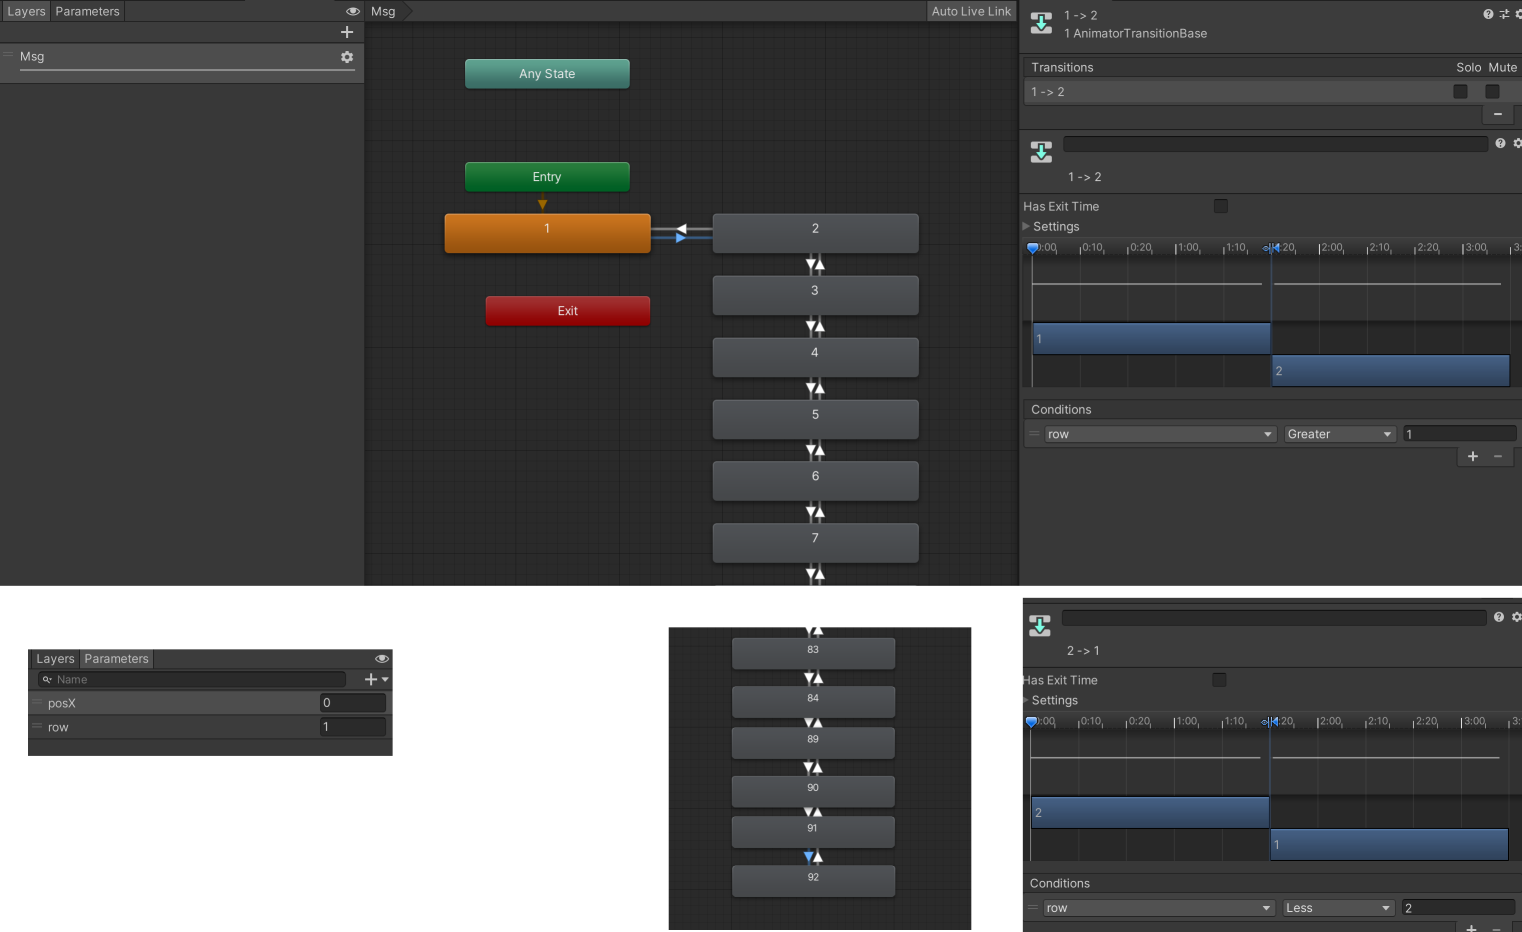 Layers Parameters
Msg
Msg
Auto Live Link
Any State
Entry
1
2
3
4
5
6
7
Exit
1 -> 2
1 AnimatorTransitionBase
Transitions
Solo Mute
1 -> 2
1 -> 2
Has Exit Time
Settings
0:00 0:10 0:20 1:00 1:10 1:20 2:00 2:10 2:20 3:00 3:
1
2
Conditions
row Greater 1
Layers Parameters
Name
posX 0
row 1
83
84
89
90
91
92
2 -> 1
Has Exit Time
Settings
0:00 0:10 0:20 1:00 1:10 1:20 2:00 2:10 2:20 3:00 3:
2
1
Conditions
row Less 2